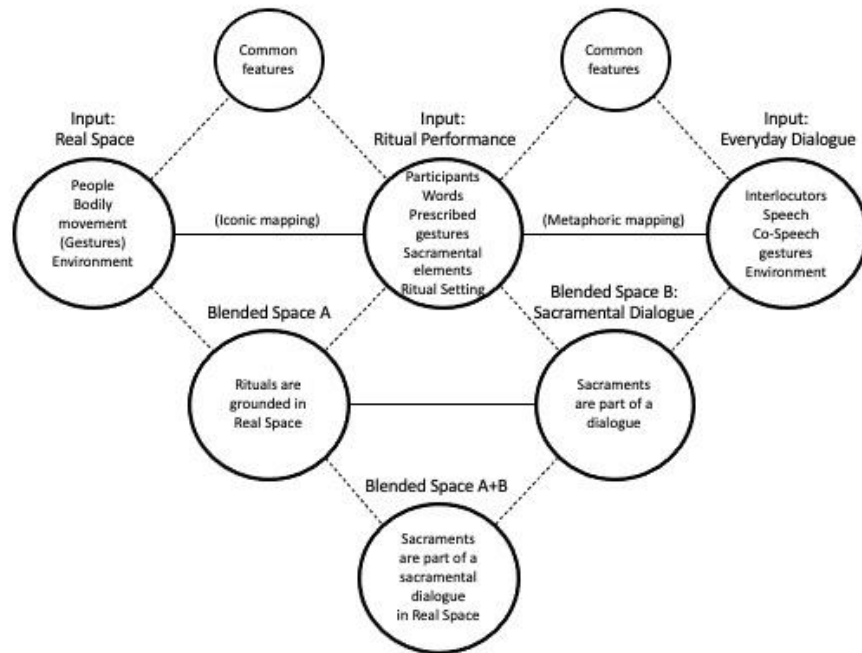 Common
features
Common
features
Input:
Real Space
Input:
Ritual Performance
Input:
Everyday Dialogue
People
Bodily
movement
(Gestures)
Environment
(Iconic mapping)
Participants
Words
Prescribed
gestures
Sacramental
elements
Ritual Setting
(Metaphoric mapping)
Interlocutors
Speech
Co-Speech
gestures
Environment
Blended Space A
Blended Space B:
Sacramental Dialogue
Rituals are
grounded in
Real Space
Sacraments
are part of a
dialogue
Blended Space A+B
Sacraments
are part of a
sacramental
dialogue
in Real Space